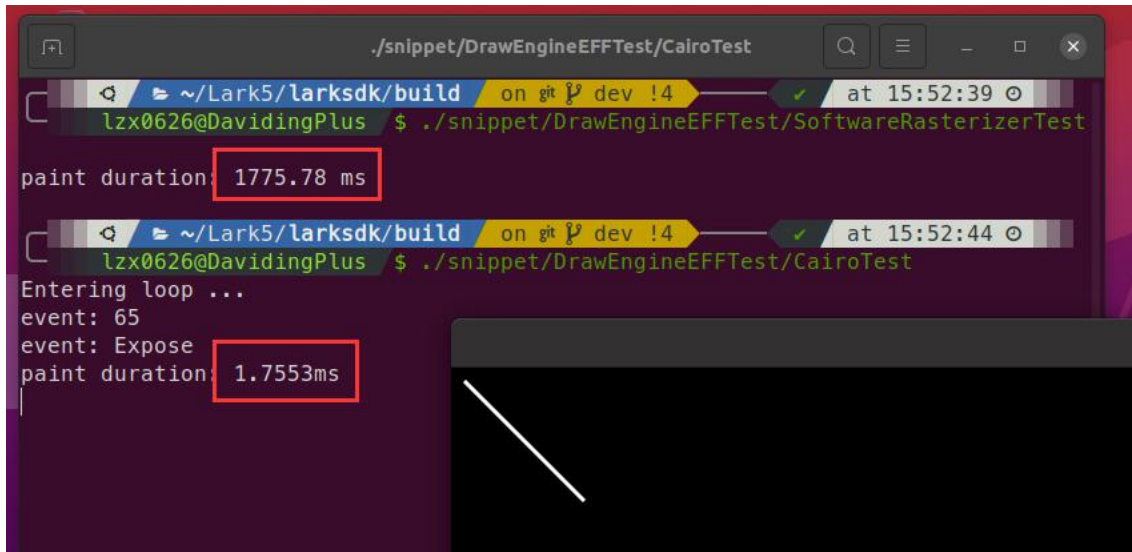 ./snippet/DrawEngineEFFTest/CairoTest
~/Lark5/larksdk/build on git dev !4 ✔ at 15:52:39
lzx0626@DavidingPlus $ ./snippet/DrawEngineEFFTest/SoftwareRasterizerTest
paint duration: 1775.78 ms
~/Lark5/larksdk/build on git dev !4 ✔ at 15:52:44
lzx0626@DavidingPlus $ ./snippet/DrawEngineEFFTest/CairoTest
Entering loop ...
event: 65
event: Expose
paint duration: 1.7553ms